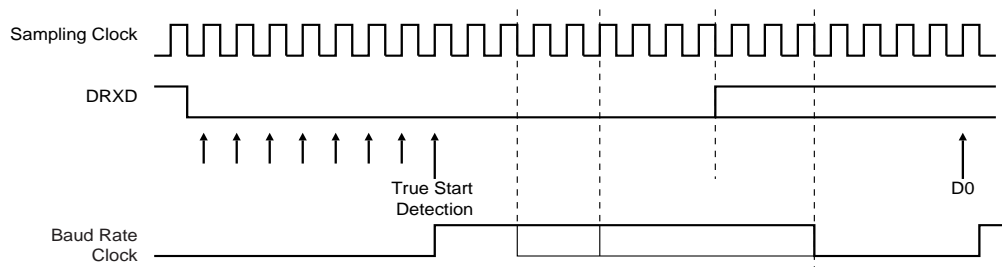 Sampling Clock
DRXD
True Start
Detection
D0
Baud Rate
Clock